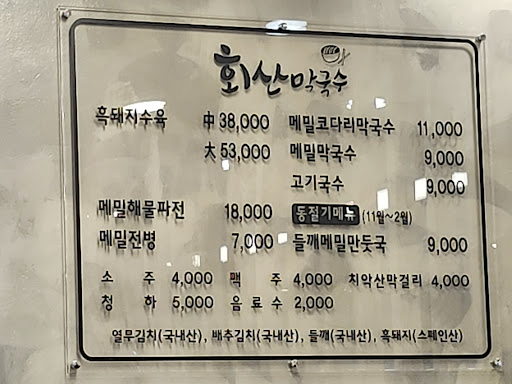 회산막국수
흑돼지수육 中 38,000 메밀코다리막국수 11,000
大 53,000 메밀막국수 9,000
고기국수 9,000
메밀해물파전 18,000 동절기메뉴 (11월~2월)
메밀전병 7,000 들깨메밀만둣국 9,000
소 주 4,000 맥 주 4,000 치악산막걸리 4,000
청 하 5,000 음료수 2,000
열무김치(국내산), 배추김치(국내산), 들깨(국내산), 흑돼지(스페인산)